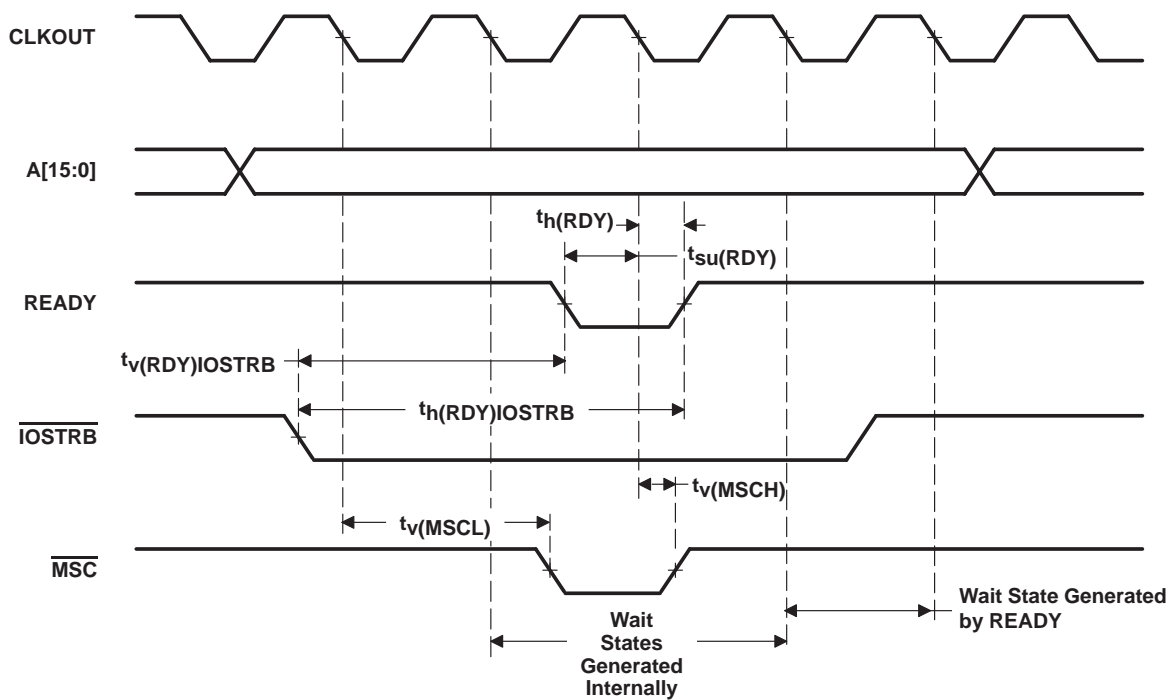 CLKOUT
A[15:0]
th(RDY)
tsu(RDY)
READY
tv(RDY)IOSTRB
th(RDY)IOSTRB
IOSTRB
tv(MSCH)
tv(MSCL)
MSC
Wait
States
Generated
Internally
Wait State Generated
by READY